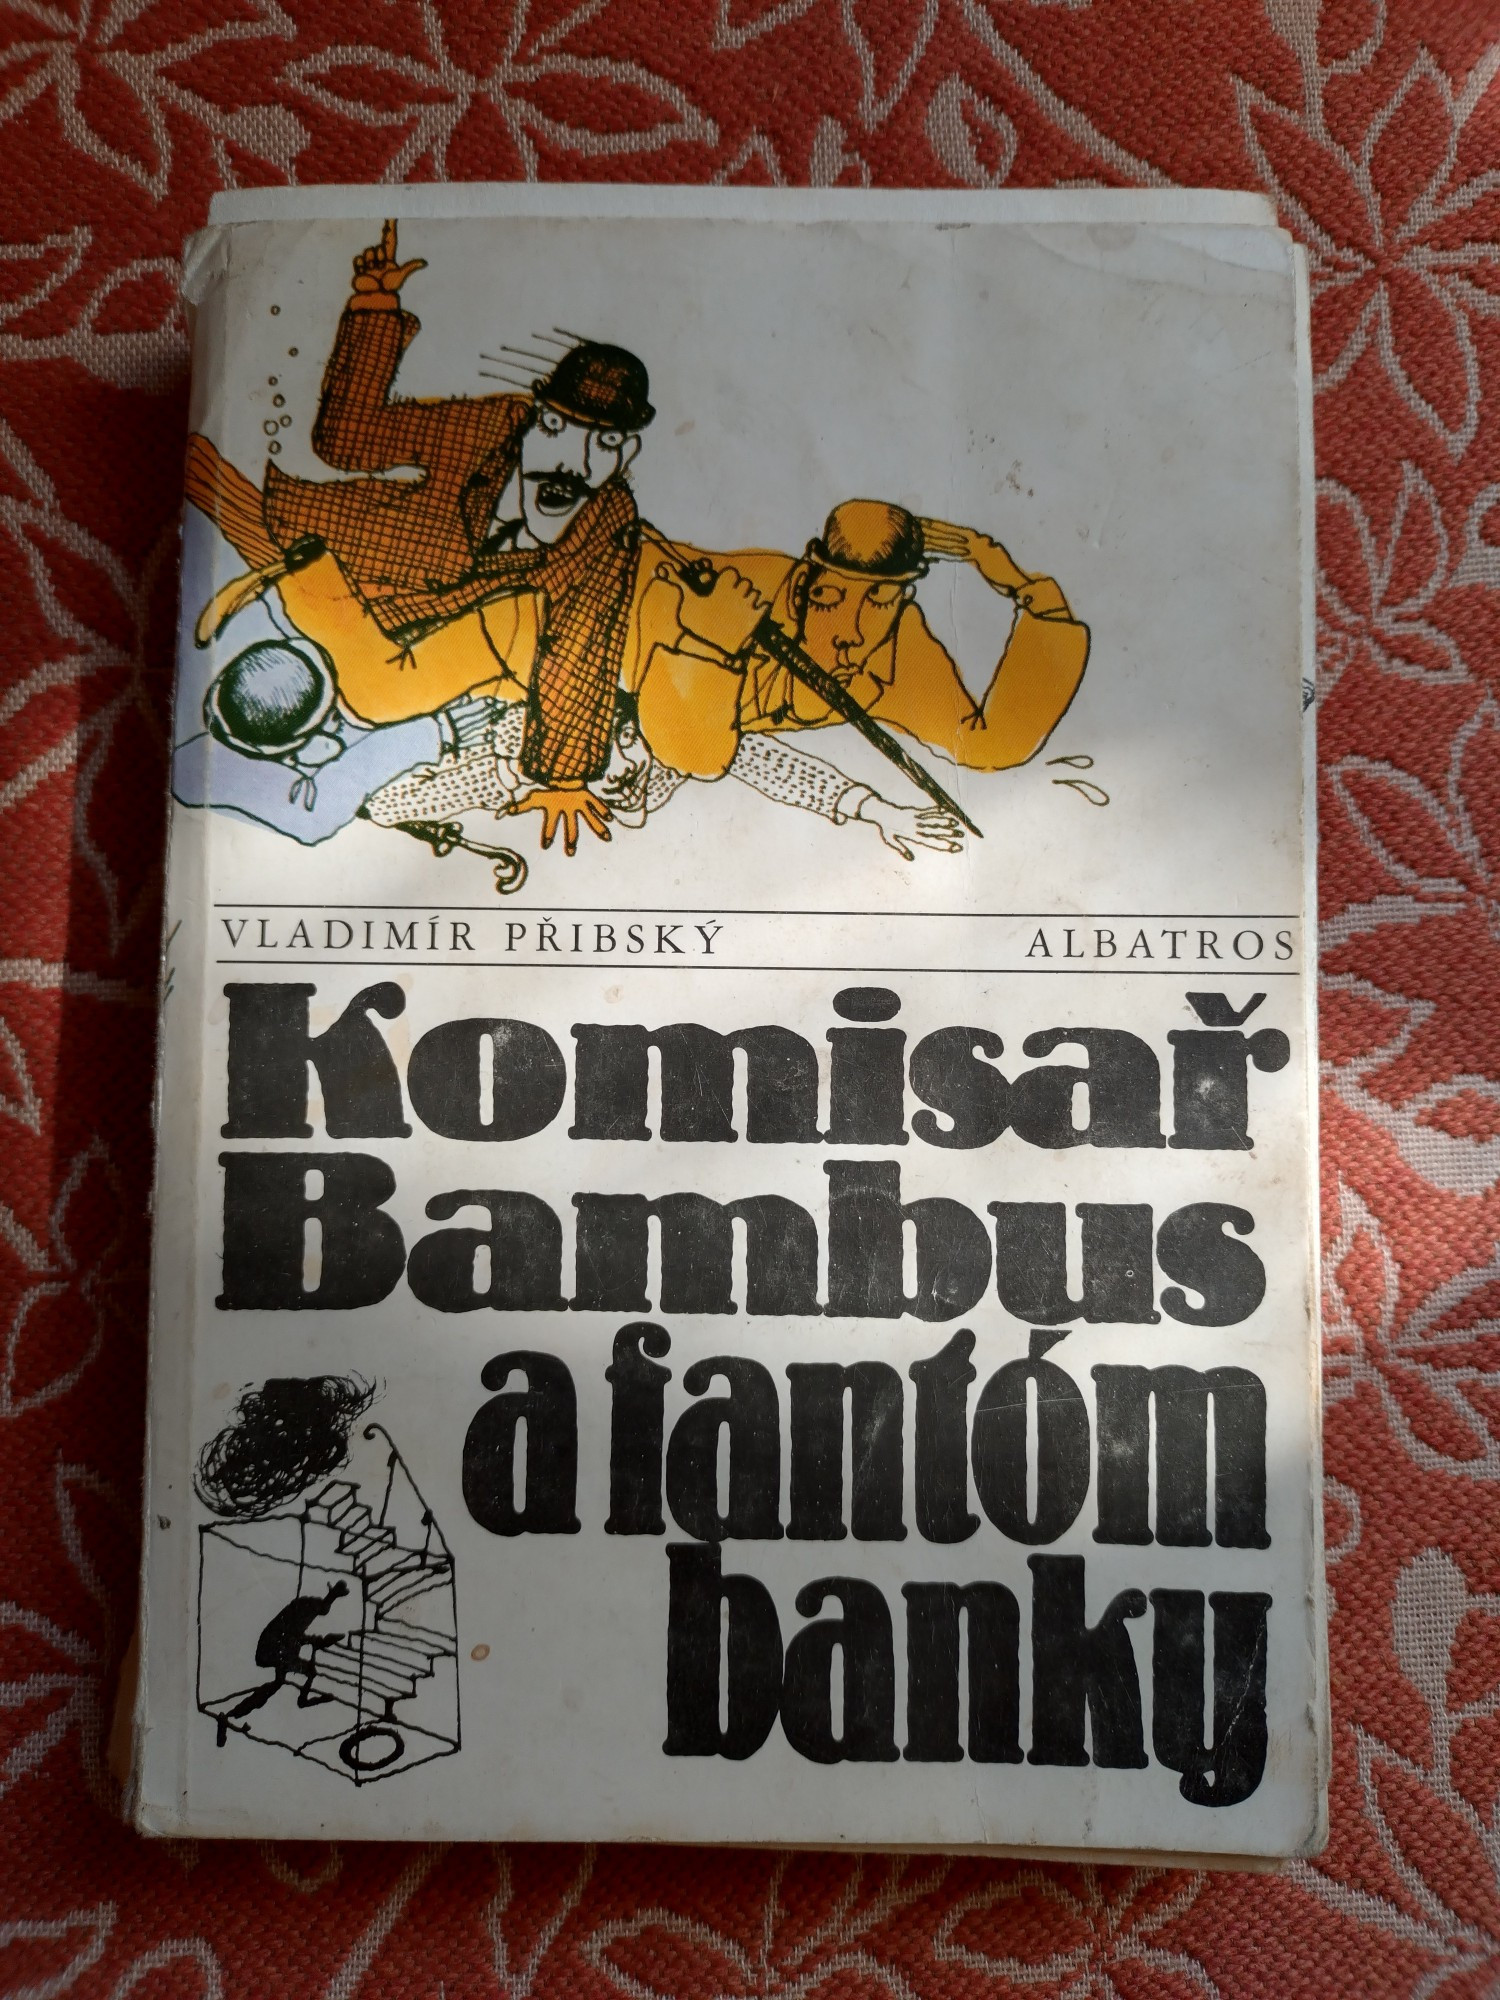 VLADIMÍR PŘIBSKÝ ALBATROS
Komisař
Bambus
a fantóm
banky